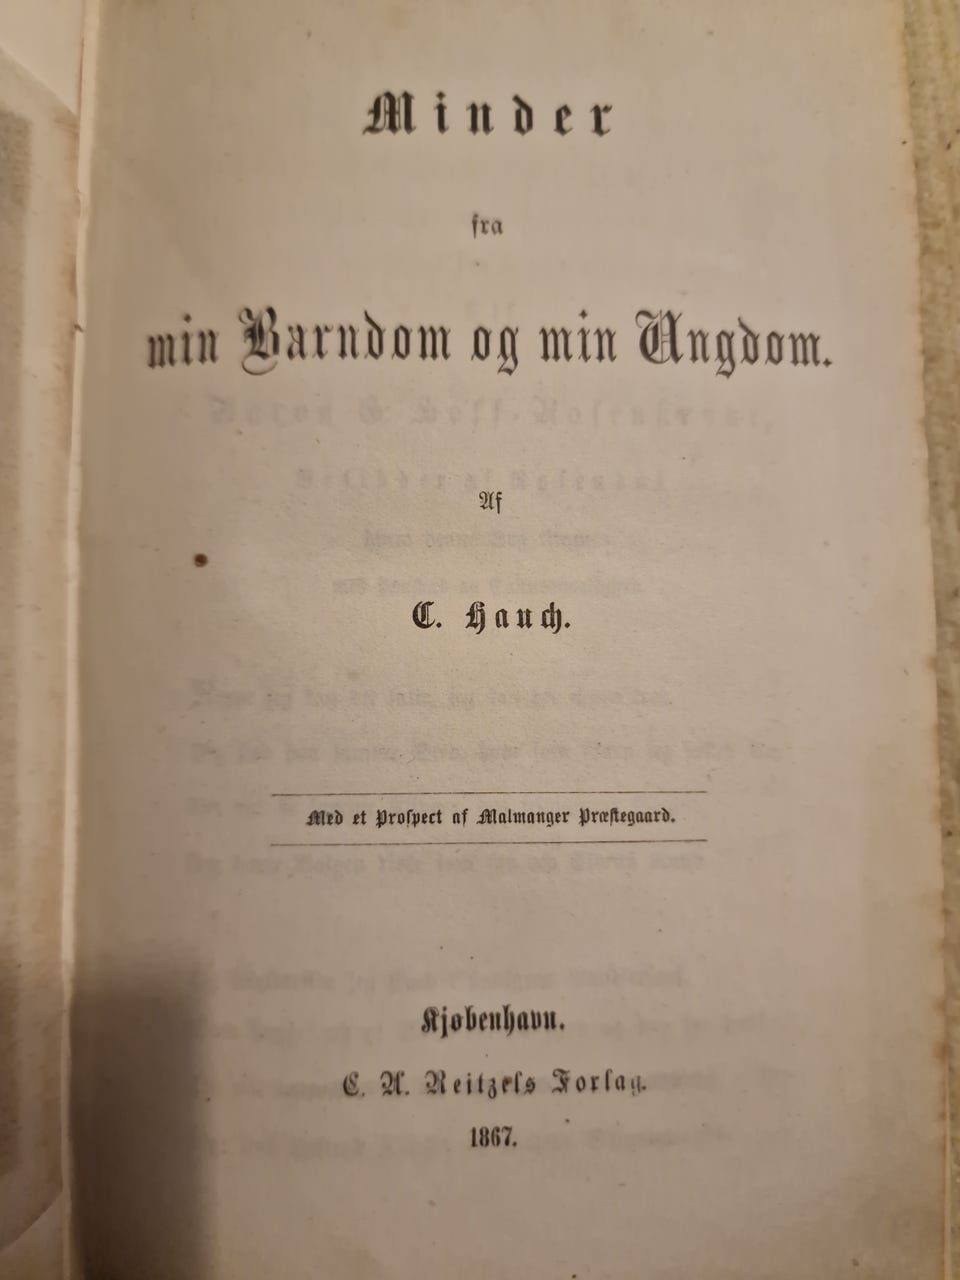 Minder
fra
min Barndom og min Ungdom.
Af
C. Hauch.
Med et Prospect af Malmanger Præstegaard.
Kjøbenhavn.
C. A. Reitzels Forlag.
1867.